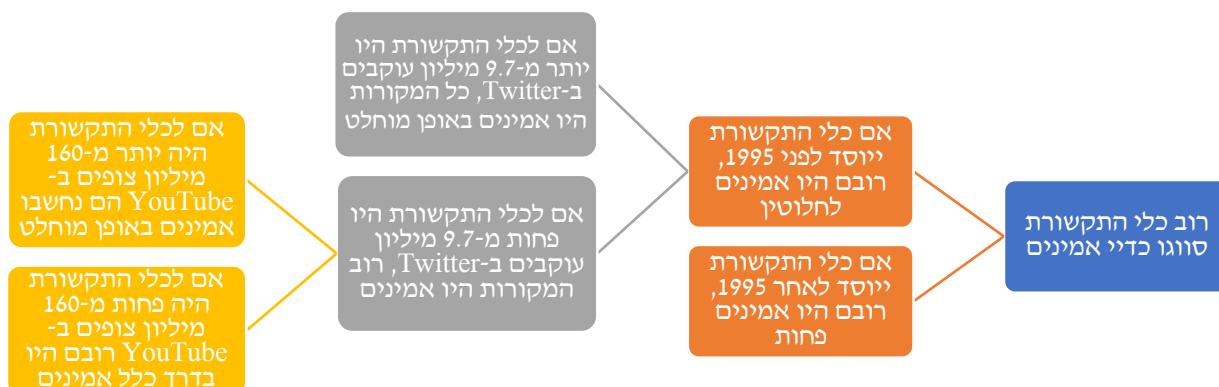 רוב כלי התקשורת
סווגו כדיי אמינים
אם כלי התקשורת
ייוסד לפני 1995,
רובם היו אמינים
לחלוטין
אם כלי התקשורת
ייוסד לאחר 1995,
רובם היו אמינים
פחות
אם לכלי התקשורת היו
יותר מ-9.7 מיליון עוקבים
ב-Twitter, כל המקורות
היו אמינים באופן מוחלט
אם לכלי התקשורת היו
פחות מ-9.7 מיליון
עוקבים ב-Twitter, רוב
המקורות היו אמינים
אם לכלי התקשורת
היה יותר מ-160
מיליון צופים ב-
YouTube הם נחשבו
אמינים באופן מוחלט
אם לכלי התקשורת
היה פחות מ-160
מיליון צופים ב-
YouTube רובם היו
בדרך כלל אמינים